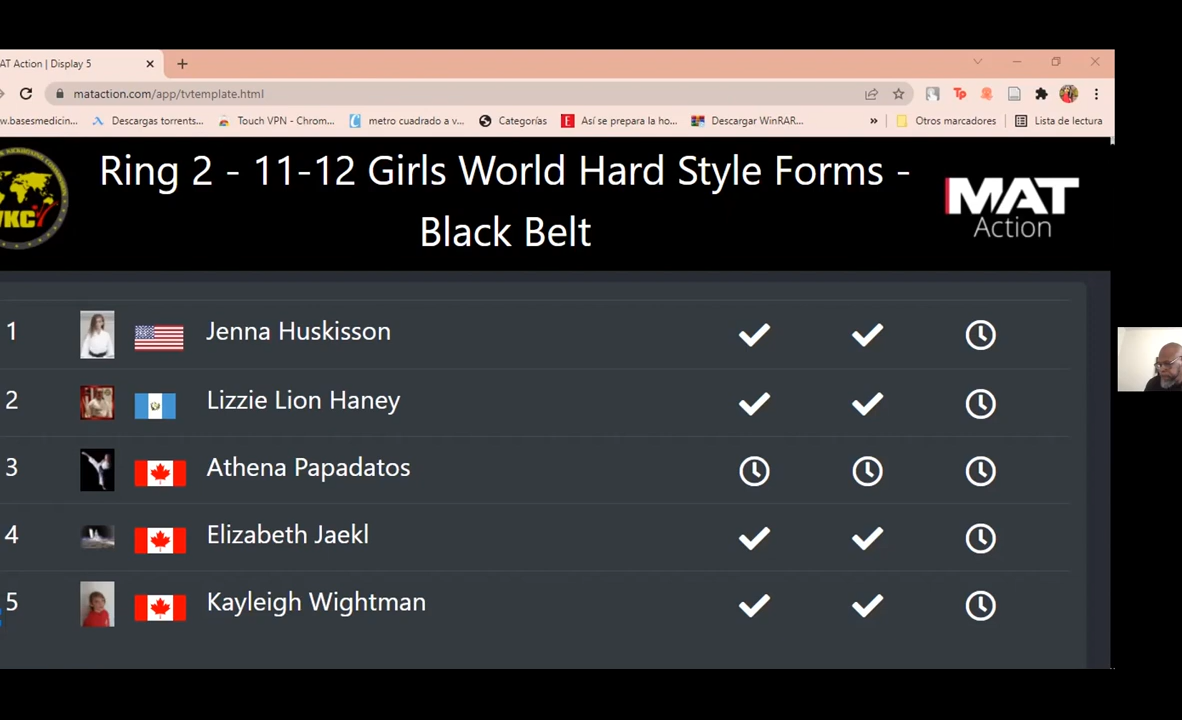 AT Action | Display 5
mataction.com/app/tvtemplate.html
w.basesmedicin...
Descargas torrents...
Touch VPN - Chrom...
metro cuadrado a v...
Categorías
Así se prepara la ho...
Descargar WinRAR...
»
Otros marcadores
Lista de lectura
Ring 2 - 11-12 Girls World Hard Style Forms -
Black Belt
WKC
MAT
Action
1 Jenna Huskisson
2 Lizzie Lion Haney
3 Athena Papadatos
4 Elizabeth Jaekl
5 Kayleigh Wightman